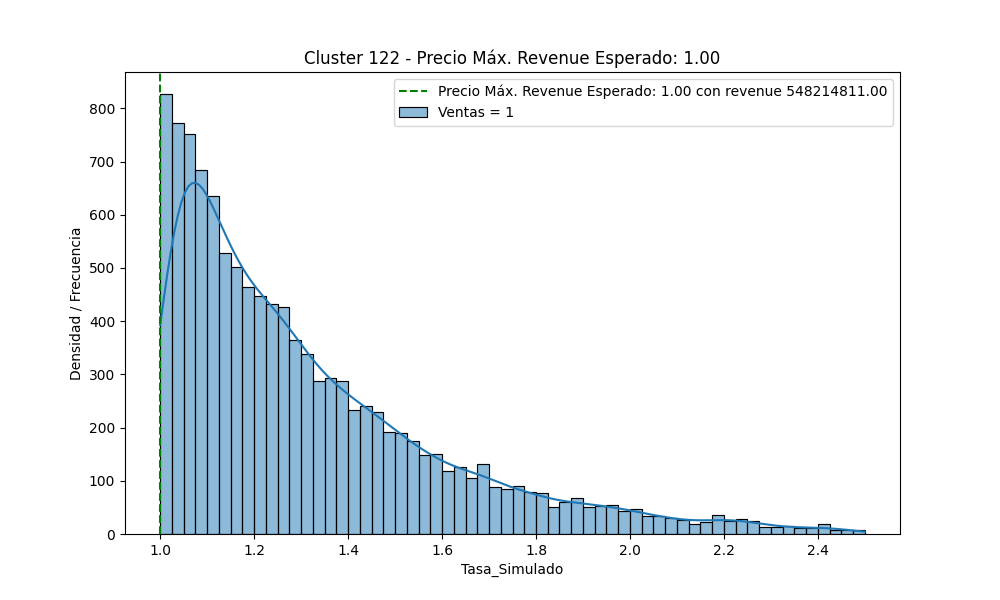 Cluster 122 - Precio Máx. Revenue Esperado: 1.00
Precio Máx. Revenue Esperado: 1.00 con revenue 548214811.00
Ventas = 1
Densidad / Frecuencia
800
700
600
500
400
300
200
100
0
1.0 1.2 1.4 1.6 1.8 2.0 2.2 2.4
Tasa_Simulado